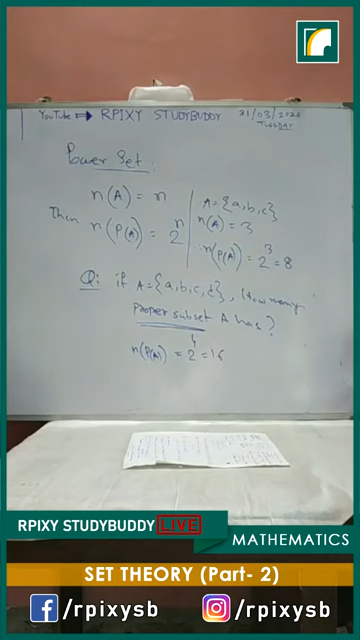 YouTube ⇒ RPIXY STUDYBUDDY 31/03/2020
TUESDAY
Power Set:
n(A) = n
Then n(P(A)) = 2^n
A = {a, b, c}
n(A) = 3
n(P(A)) = 2^3 = 8
Q: if A = {a, b, c, d}, How many
proper subset A has?
n(P(A)) = 2^4 = 16
RPIXY STUDYBUDDY LIVE
MATHEMATICS
SET THEORY (Part- 2)
/rpixysb /rpixysb